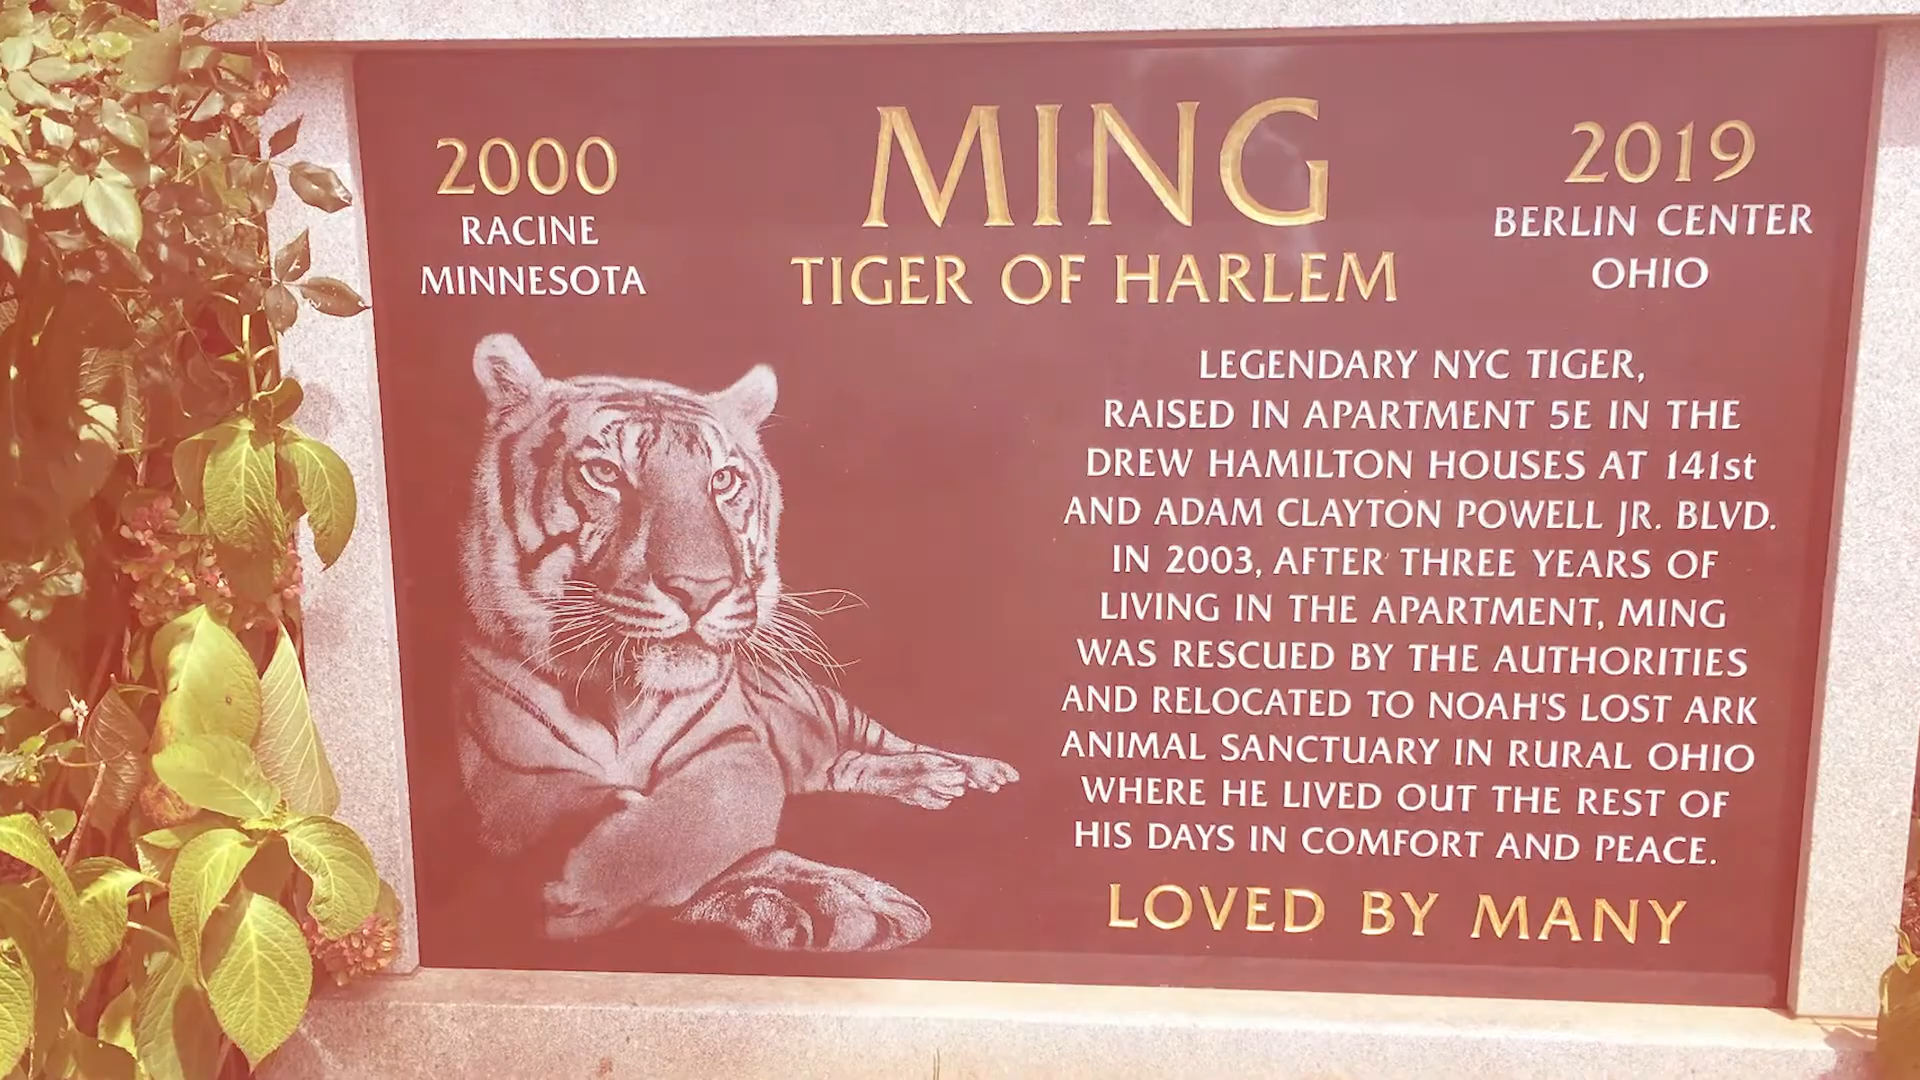 2000
RACINE
MINNESOTA
MING
TIGER OF HARLEM
2019
BERLIN CENTER
OHIO
LEGENDARY NYC TIGER,
RAISED IN APARTMENT 5E IN THE
DREW HAMILTON HOUSES AT 141st
AND ADAM CLAYTON POWELL JR. BLVD.
IN 2003, AFTER THREE YEARS OF
LIVING IN THE APARTMENT, MING
WAS RESCUED BY THE AUTHORITIES
AND RELOCATED TO NOAH'S LOST ARK
ANIMAL SANCTUARY IN RURAL OHIO
WHERE HE LIVED OUT THE REST OF
HIS DAYS IN COMFORT AND PEACE.
LOVED BY MANY